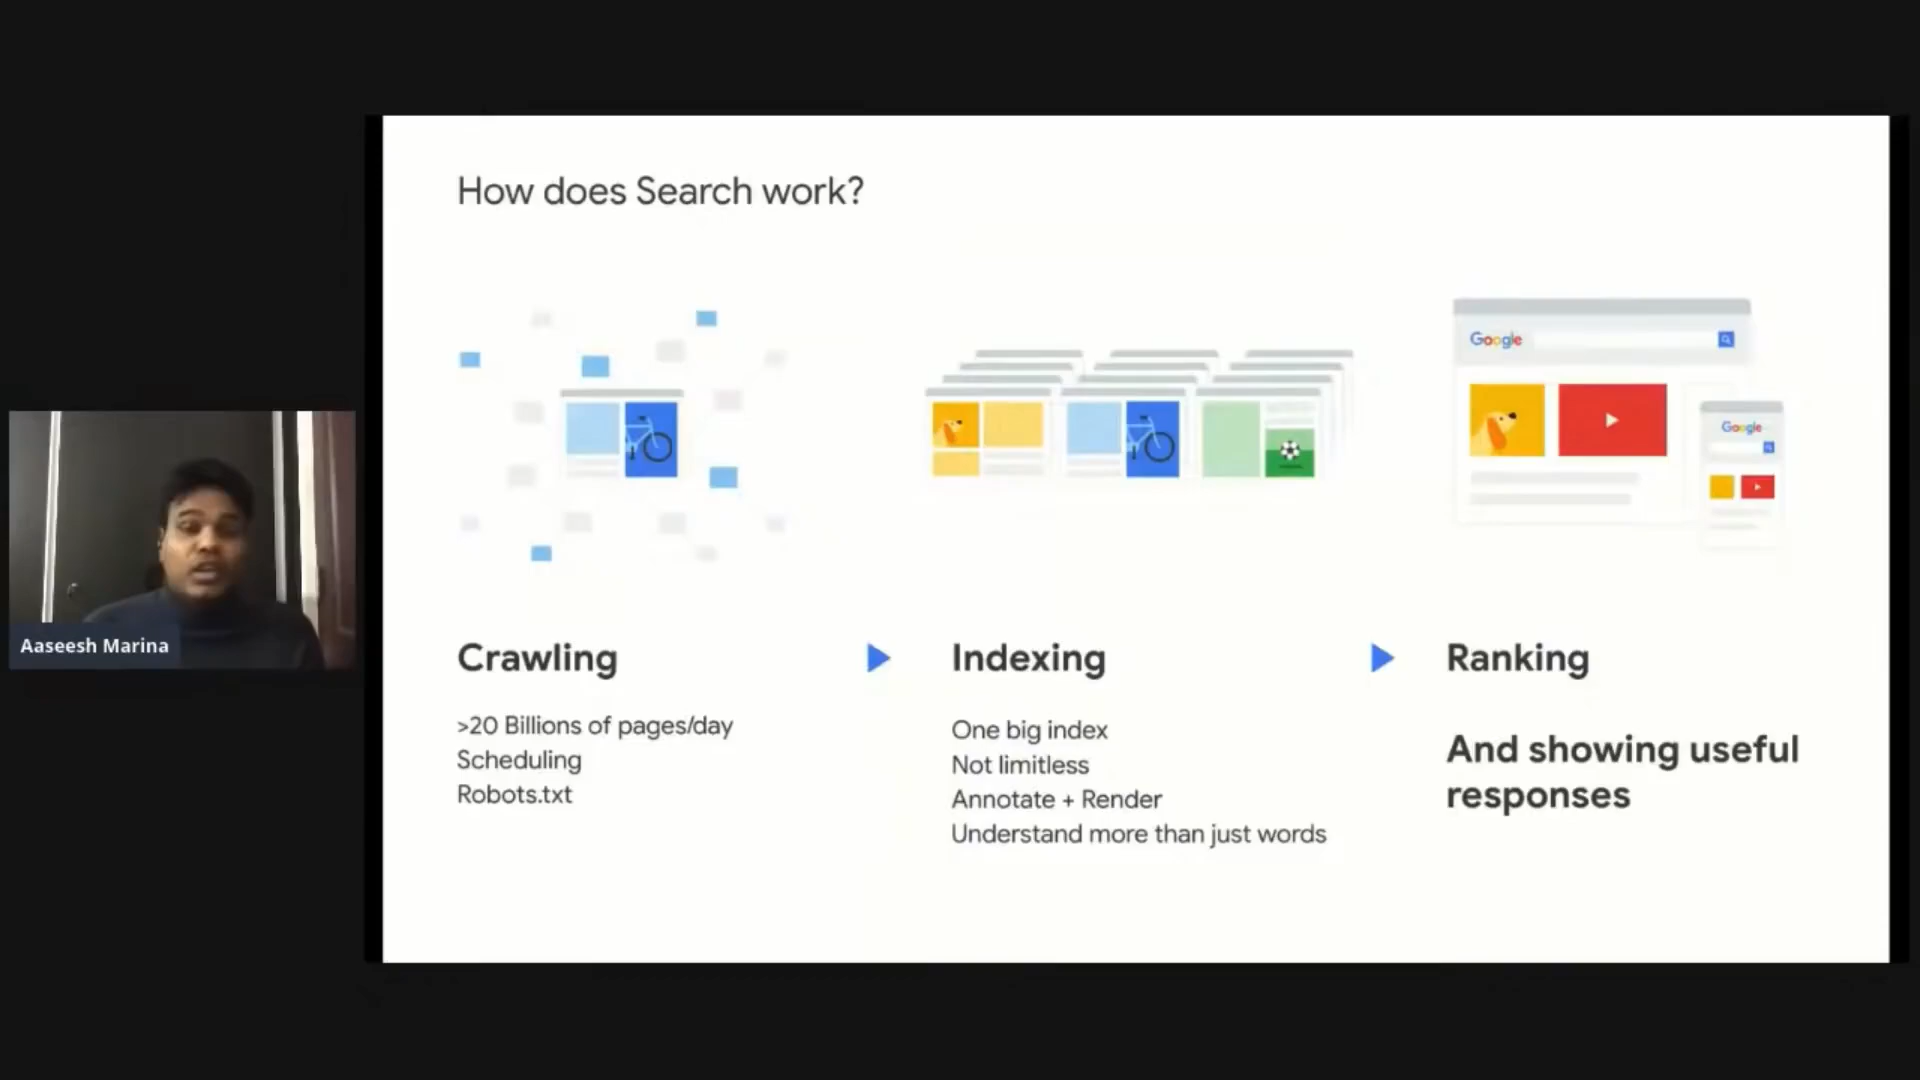 How does Search work?
Google
Google
Aaseesh Marina
Crawling
>20 Billions of pages/day
Scheduling
Robots.txt
Indexing
One big index
Not limitless
Annotate + Render
Understand more than just words
Ranking
And showing useful
responses